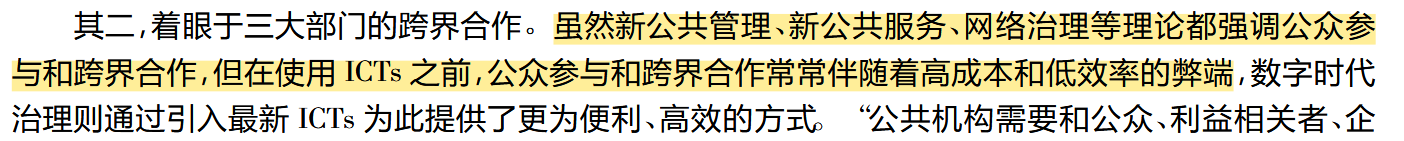 其二,着眼于三大部门的跨界合作。虽然新公共管理、新公共服务、网络治理等理论都强调公众参
与和跨界合作,但在使用 ICTs 之前,公众参与和跨界合作常常伴随着高成本和低效率的弊端,数字时代
治理则通过引入最新 ICTs 为此提供了更为便利、高效的方式。“公共机构需要和公众、利益相关者、企